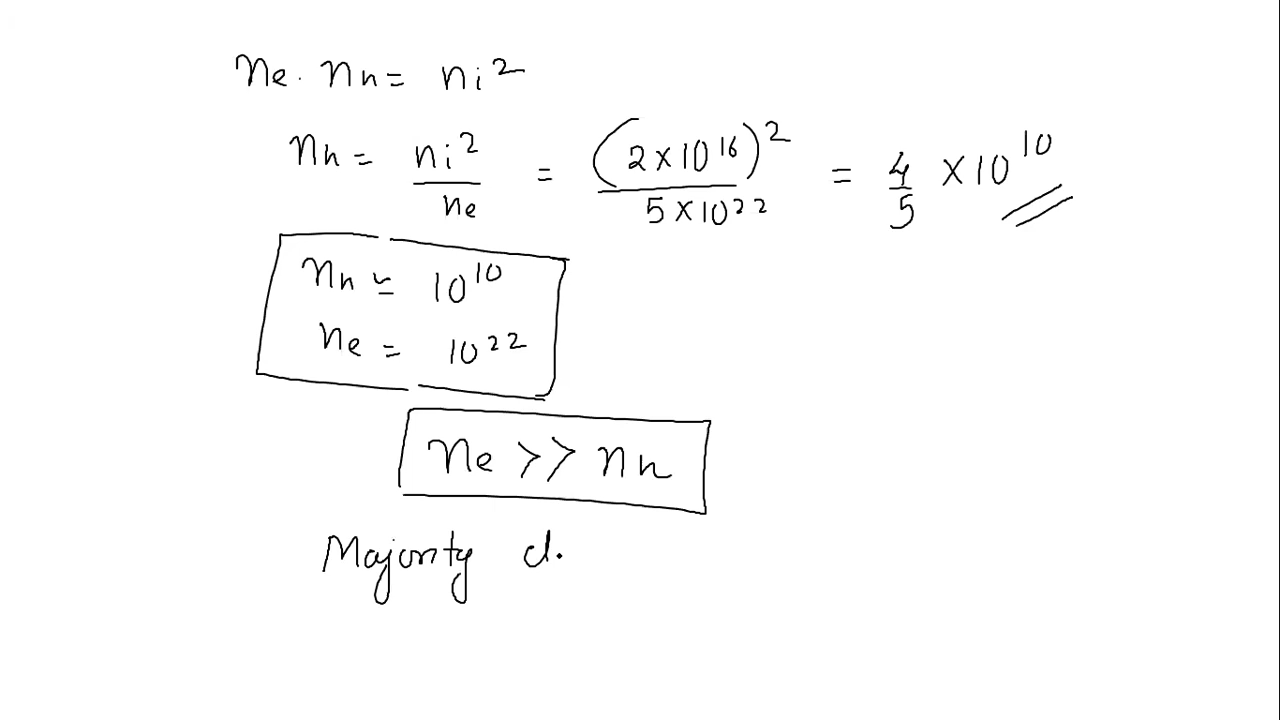 ne · nh = ni²
nh = ni²/ne = (2×10¹⁶)²/5×10²² = 4/5 ×10¹⁰
nh ≃ 10¹⁰
ne = 10²²
ne >> nh
Majority d.